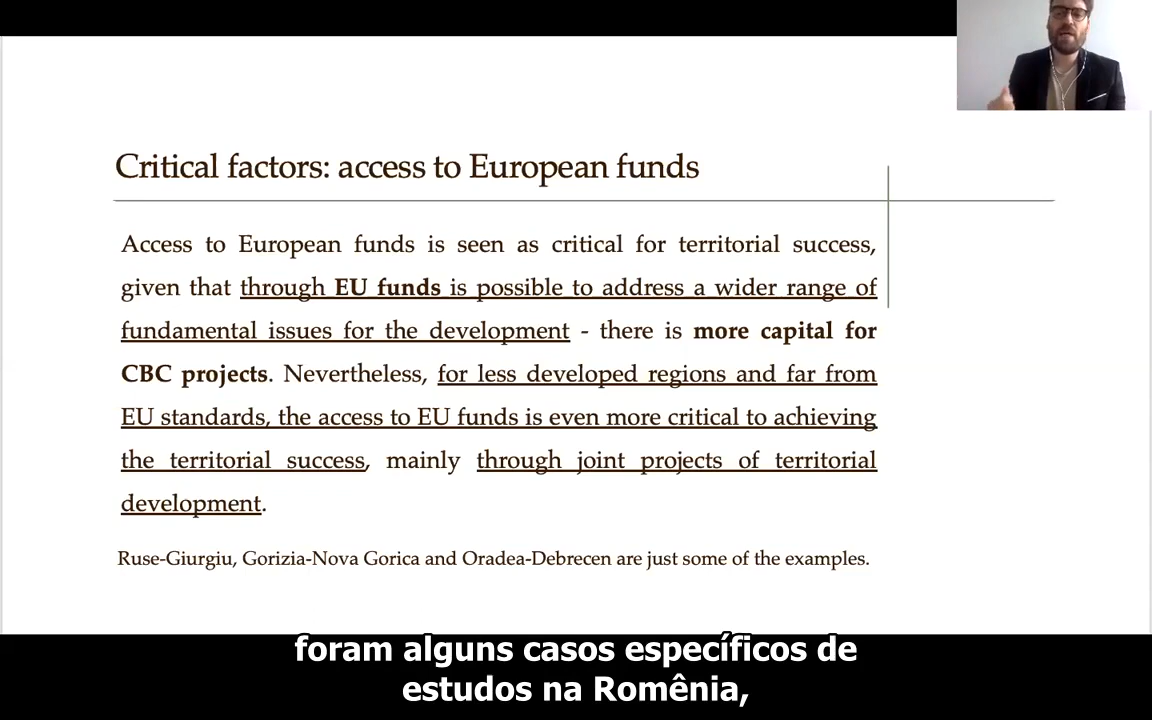 Critical factors: access to European funds
Access to European funds is seen as critical for territorial success,
given that through EU funds is possible to address a wider range of
fundamental issues for the development - there is more capital for
CBC projects. Nevertheless, for less developed regions and far from
EU standards, the access to EU funds is even more critical to achieving
the territorial success, mainly through joint projects of territorial
development.
Ruse-Giurgiu, Gorizia-Nova Gorica and Oradea-Debrecen are just some of the examples.
foram alguns casos específicos de
estudos na Romênia,